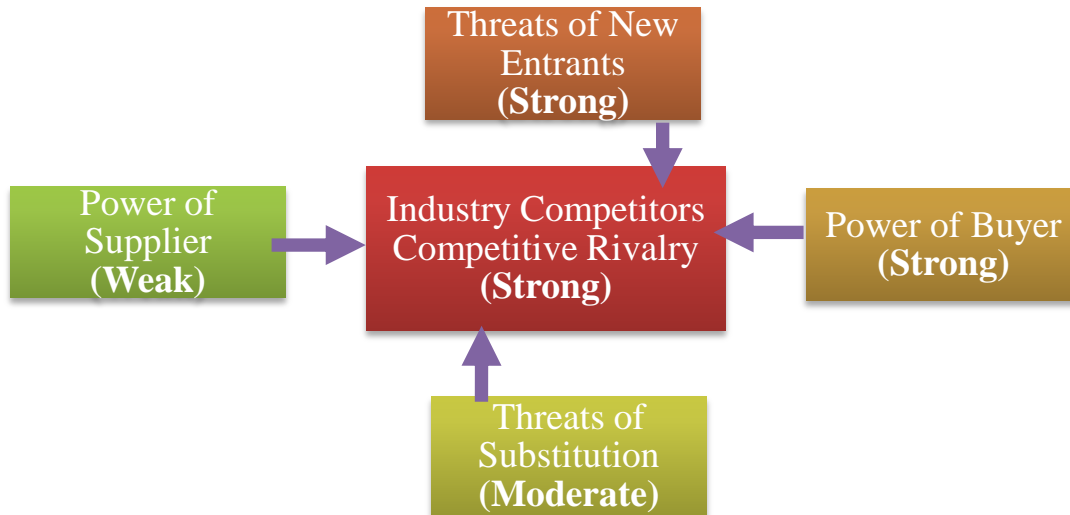 Threats of New
Entrants
(Strong)
Power of
Supplier
(Weak)
Industry Competitors
Competitive Rivalry
(Strong)
Power of Buyer
(Strong)
Threats of
Substitution
(Moderate)